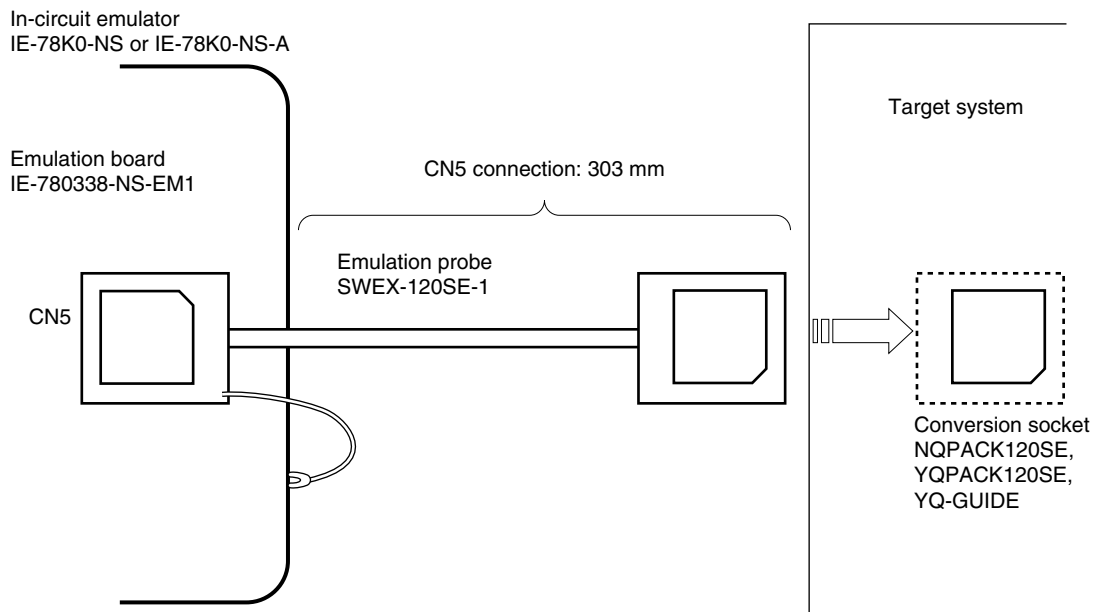 In-circuit emulator
IE-78K0-NS or IE-78K0-NS-A
Target system
Emulation board
IE-780338-NS-EM1
CN5 connection: 303 mm
Emulation probe
SWEX-120SE-1
CN5
Conversion socket
NQPACK120SE,
YQPACK120SE,
YQ-GUIDE